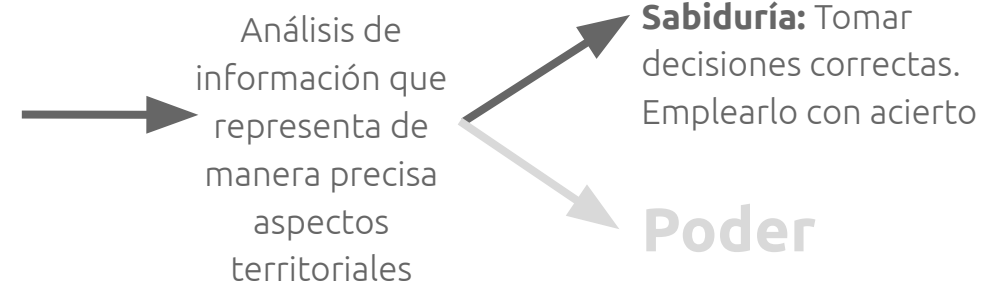 Análisis de
información que
representa de
manera precisa
aspectos
territoriales
Sabiduría: Tomar
decisiones correctas.
Emplearlo con acierto
Poder